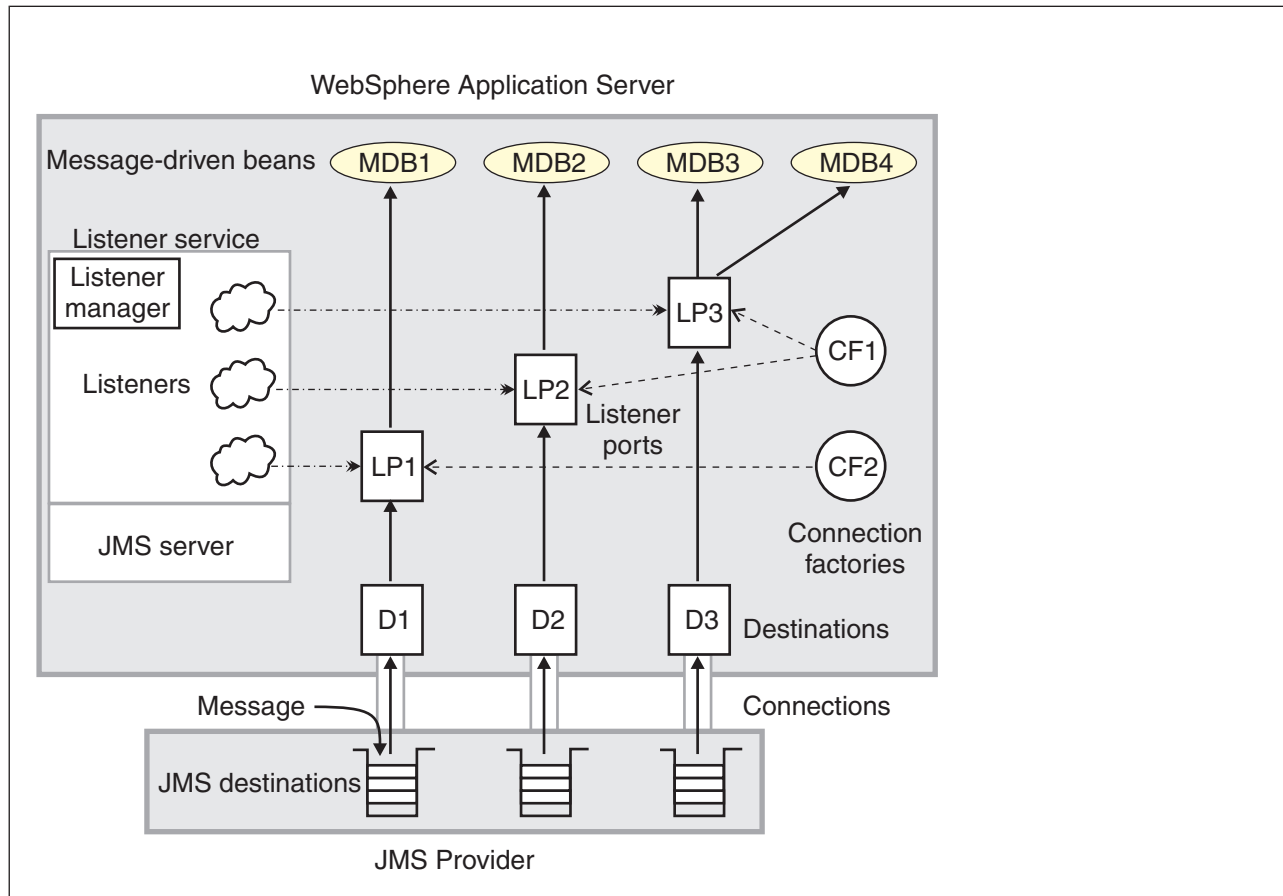 WebSphere Application Server
Message-driven beans
MDB1
MDB2
MDB3
MDB4
Listener service
Listener
manager
LP3
CF1
Listeners
LP2
Listener
ports
LP1
CF2
JMS server
Connection
factories
D1
D2
D3
Destinations
Message
Connections
JMS destinations
JMS Provider